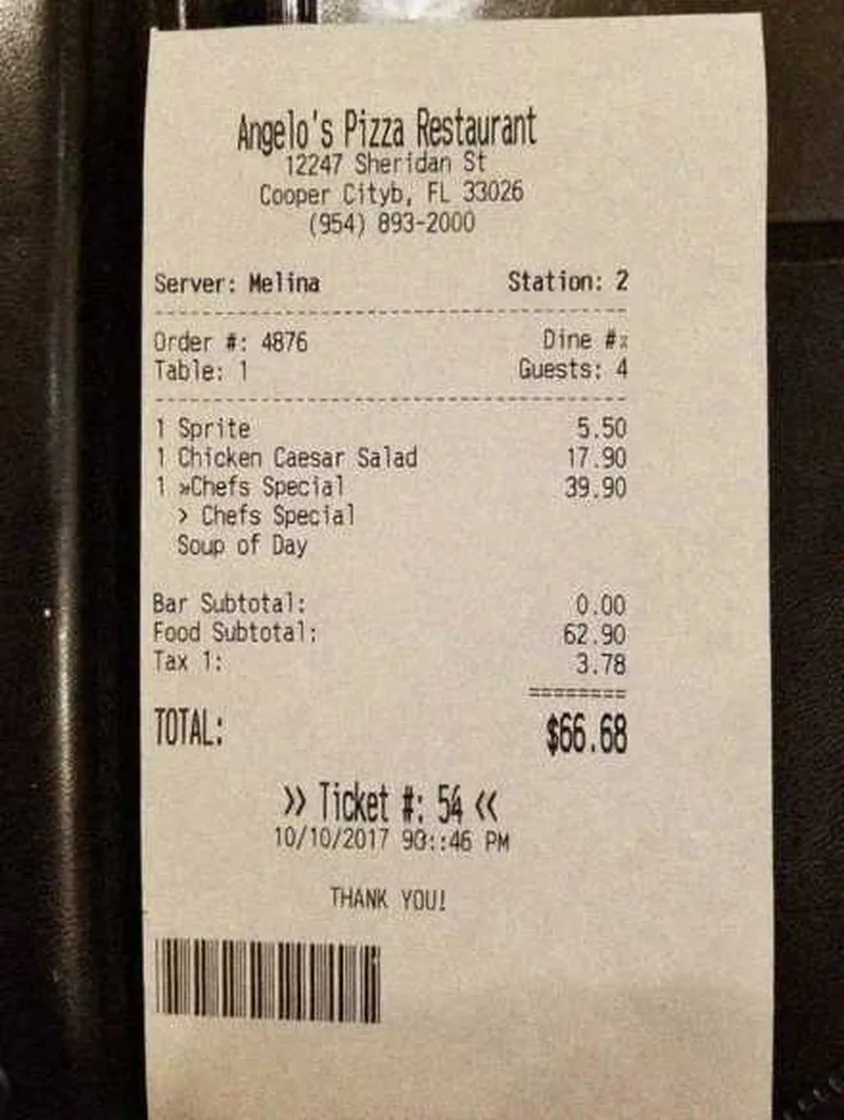 Angelo's Pizza Restaurant
12247 Sheridan St
Cooper Cityb, FL 33026
(954) 893-2000
Server: Melina Station: 2
Order #: 4876 Dine #:
Table: 1 Guests: 4
1 Sprite 5.50
1 Chicken Caesar Salad 17.90
1 »Chefs Special 39.90
> Chefs Special
Soup of Day
Bar Subtotal: 0.00
Food Subtotal: 62.90
Tax 1: 3.78
========
TOTAL: $66.68
>> Ticket #: 54 <<
10/10/2017 PM
THANK YOU!